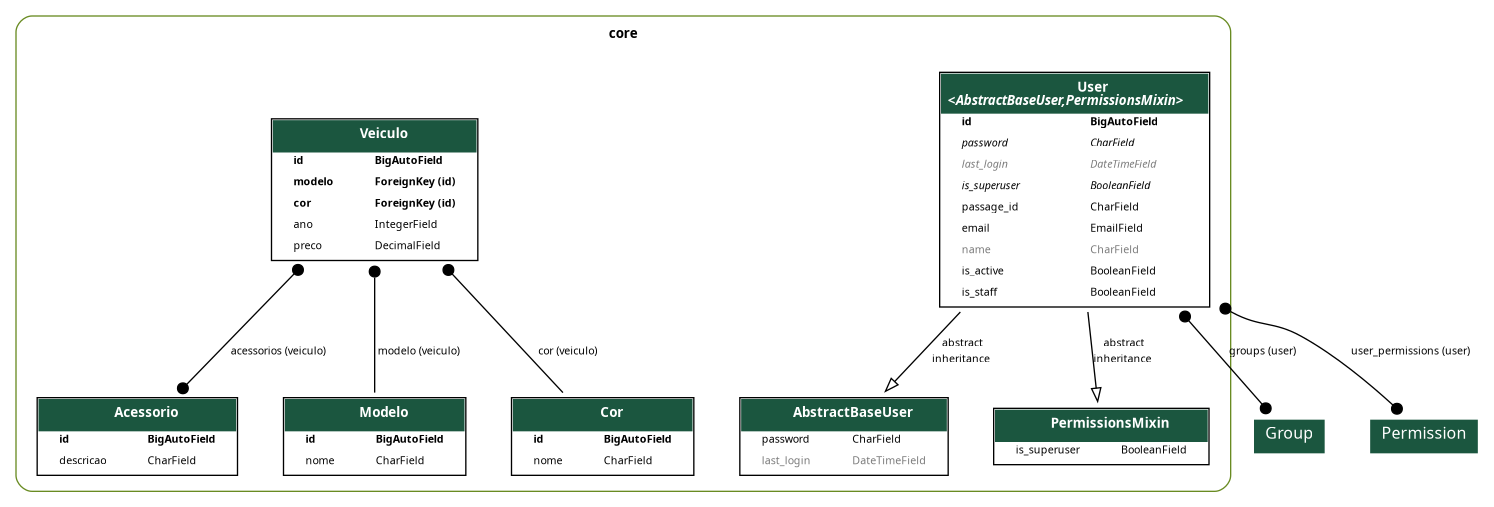 core
User
<AbstractBaseUser,PermissionsMixin>
id BigAutoField
password CharField
last_login DateTimeField
is_superuser BooleanField
passage_id CharField
email EmailField
name CharField
is_active BooleanField
is_staff BooleanField
Veiculo
id BigAutoField
modelo ForeignKey (id)
cor ForeignKey (id)
ano IntegerField
preco DecimalField
acessorios (veiculo)
modelo (veiculo)
cor (veiculo)
abstract
inheritance
abstract
inheritance
groups (user)
user_permissions (user)
Acessorio
id BigAutoField
descricao CharField
Modelo
id BigAutoField
nome CharField
Cor
id BigAutoField
nome CharField
AbstractBaseUser
password CharField
last_login DateTimeField
PermissionsMixin
is_superuser BooleanField
Group
Permission